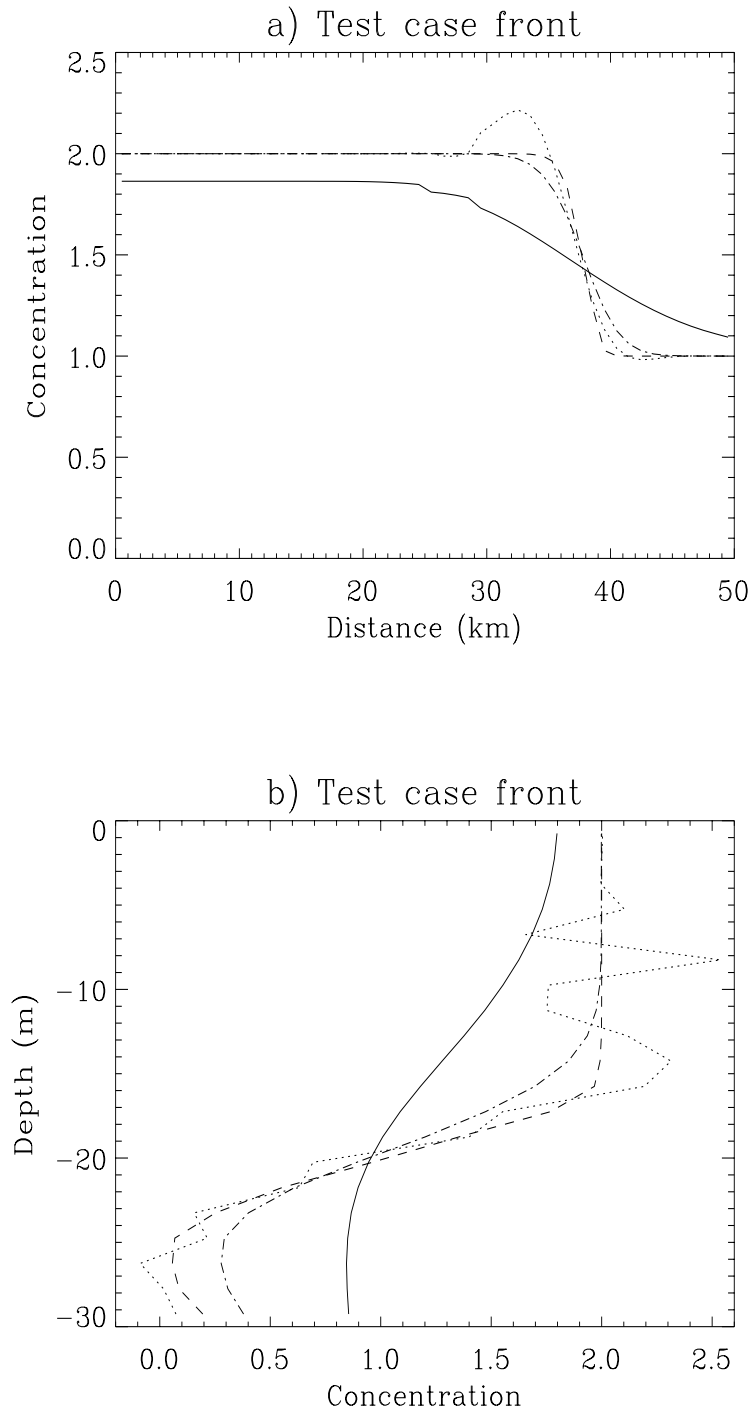 a) Test case front
2.5
2.0
1.5
1.0
0.5
0.0
Concentration
0 10 20 30 40 50
Distance (km)
b) Test case front
0
−10
−20
−30
Depth (m)
0.0 0.5 1.0 1.5 2.0 2.5
Concentration